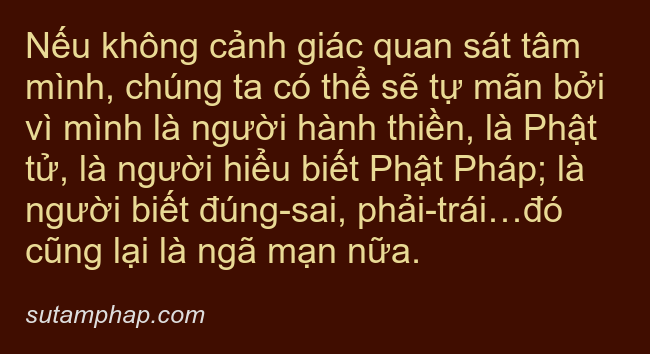 Nếu không cảnh giác quan sát tâm
mình, chúng ta có thể sẽ tự mãn bởi
vì mình là người hành thiền, là Phật
tử, là người hiểu biết Phật Pháp; là
người biết đúng-sai, phải-trái…đó
cũng lại là ngã mạn nữa.
sutamphap.com